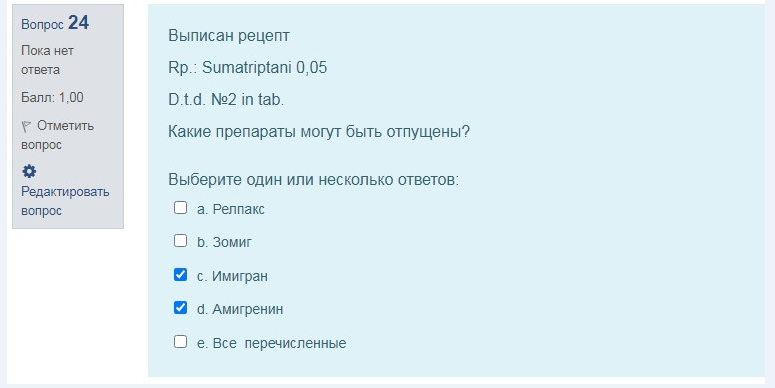 Вопрос 24
Пока нет
ответа
Балл: 1,00
Отметить
вопрос
Редактировать
вопрос
Выписан рецепт
Rp.: Sumatriptani 0,05
D.t.d. №2 in tab.
Какие препараты могут быть отпущены?
Выберите один или несколько ответов:
a. Релпакс
b. Зомиг
c. Имигран
d. Амигренин
e. Все перечисленные